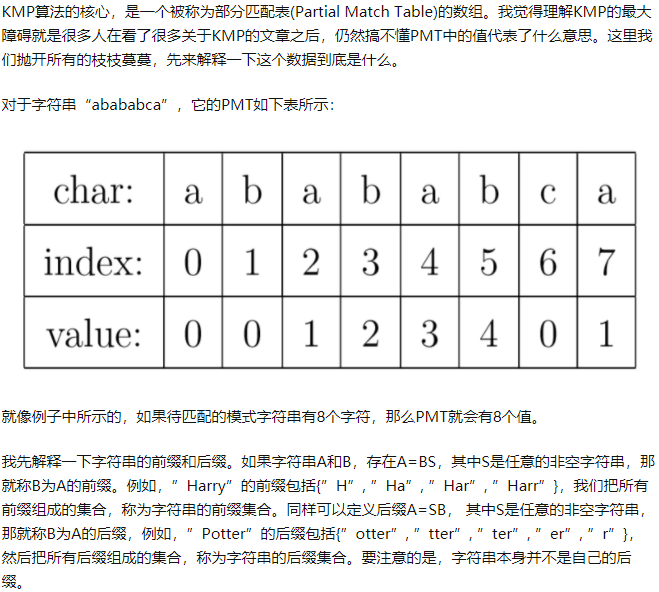 KMP算法的核心，是一个被称为部分匹配表(Partial Match Table)的数组。我觉得理解KMP的最大
障碍就是很多人在看了很多关于KMP的文章之后，仍然搞不懂PMT中的值代表了什么意思。这里我
们抛开所有的枝枝蔓蔓，先来解释一下这个数据到底是什么。
对于字符串“abababca”，它的PMT如下表所示：
char: a b a b a b c a
index: 0 1 2 3 4 5 6 7
value: 0 0 1 2 3 4 0 1
就像例子中所示的，如果待匹配的模式字符串有8个字符，那么PMT就会有8个值。
我先解释一下字符串的前缀和后缀。如果字符串A和B，存在A=BS，其中S是任意的非空字符串，那
就称B为A的前缀。例如，”Harry”的前缀包括{”H”, ”Ha”, ”Har”, ”Harr”}，我们把所有
前缀组成的集合，称为字符串的前缀集合。同样可以定义后缀A=SB， 其中S是任意的非空字符串，
那就称B为A的后缀，例如，”Potter”的后缀包括{”otter”, ”tter”, ”ter”, ”er”, ”r”}，
然后把所有后缀组成的集合，称为字符串的后缀集合。要注意的是，字符串本身并不是自己的后
缀。